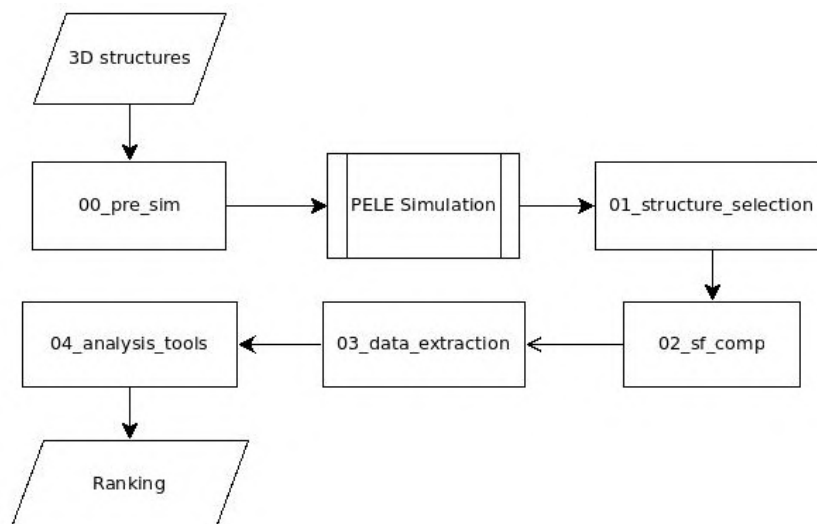 3D structures
00_pre_sim
PELE Simulation
01_structure_selection
02_sf_comp
03_data_extraction
04_analysis_tools
Ranking